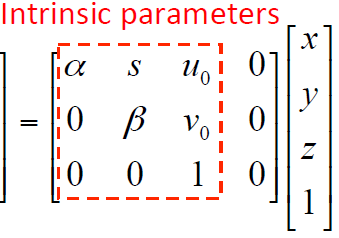 Intrinsic parameters
= [ α s u₀ 0 ] [ x ]
[ 0 β v₀ 0 ] [ y ]
[ 0 0 1 0 ] [ z ]
[ 1 ]